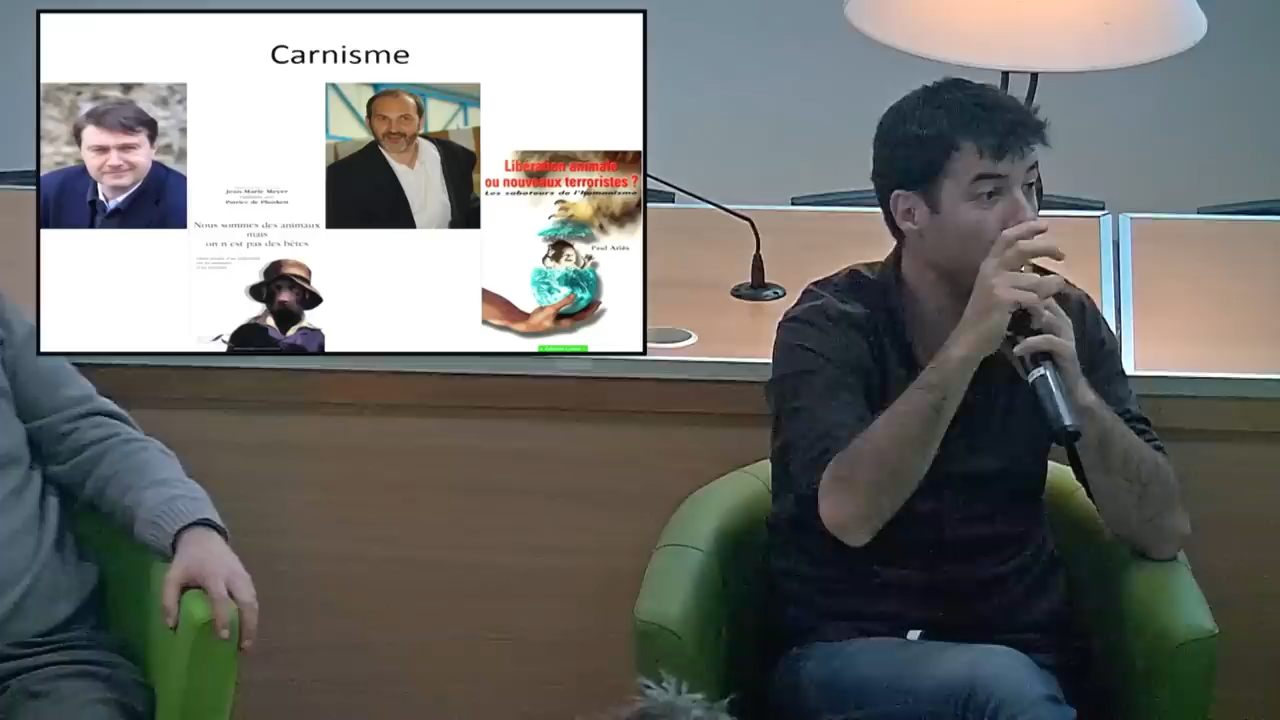 Carnisme
Jean-Marie Meyer
Patrice de Plunkett
Nous sommes des animaux
mais
on n'est pas des bêtes
Libération animale
ou nouveaux terroristes ?
Les saboteurs de l'humanisme
Paul Ariès